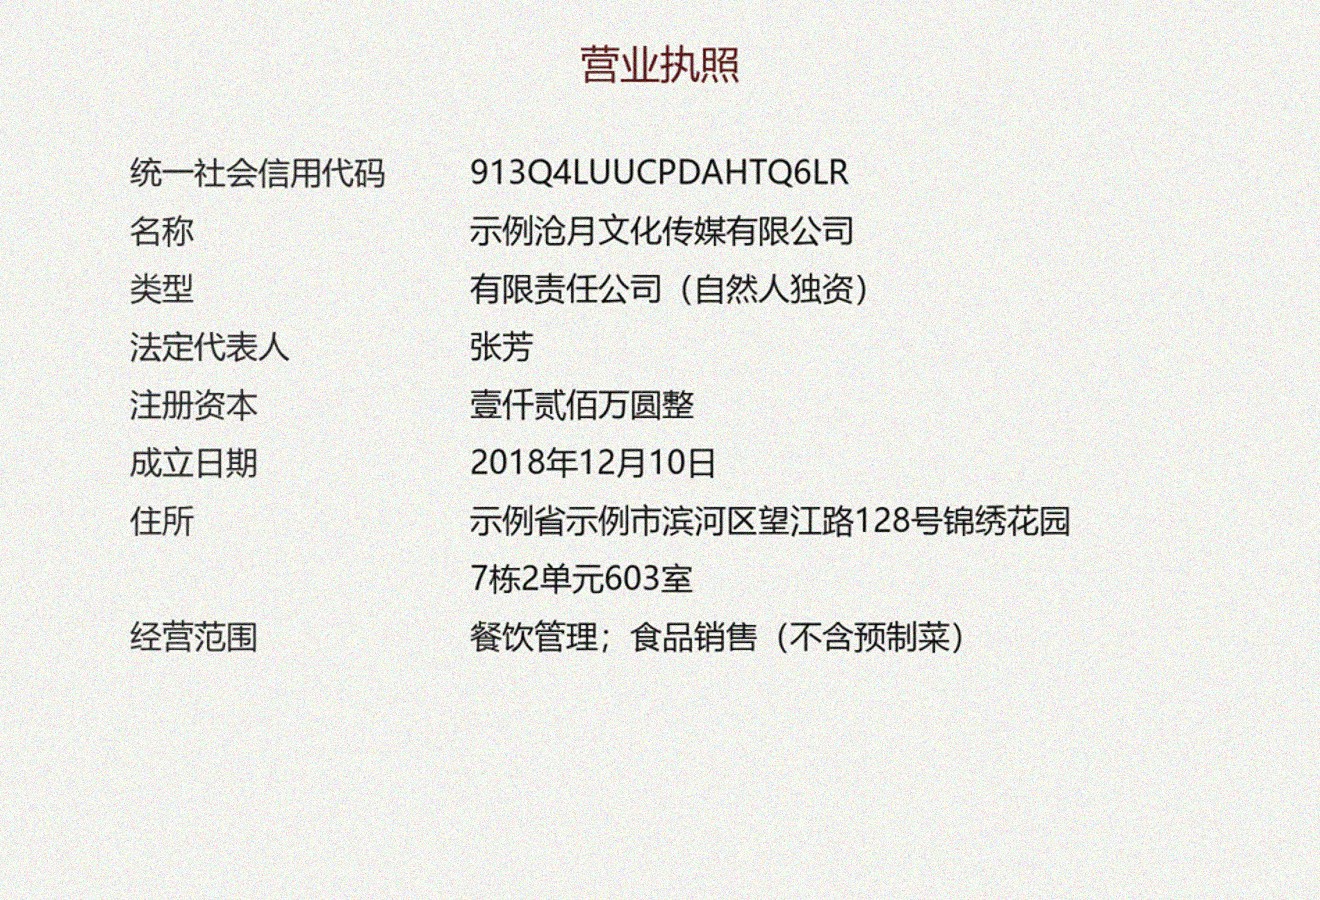 营业执照
统一社会信用代码 913Q4LUUCPDAHTQ6LR
名称 示例沧月文化传媒有限公司
类型 有限责任公司（自然人独资）
法定代表人 张芳
注册资本 壹仟贰佰万圆整
成立日期 2018年12月10日
住所 示例省示例市滨河区望江路128号锦绣花园
7栋2单元603室
经营范围 餐饮管理；食品销售（不含预制菜）